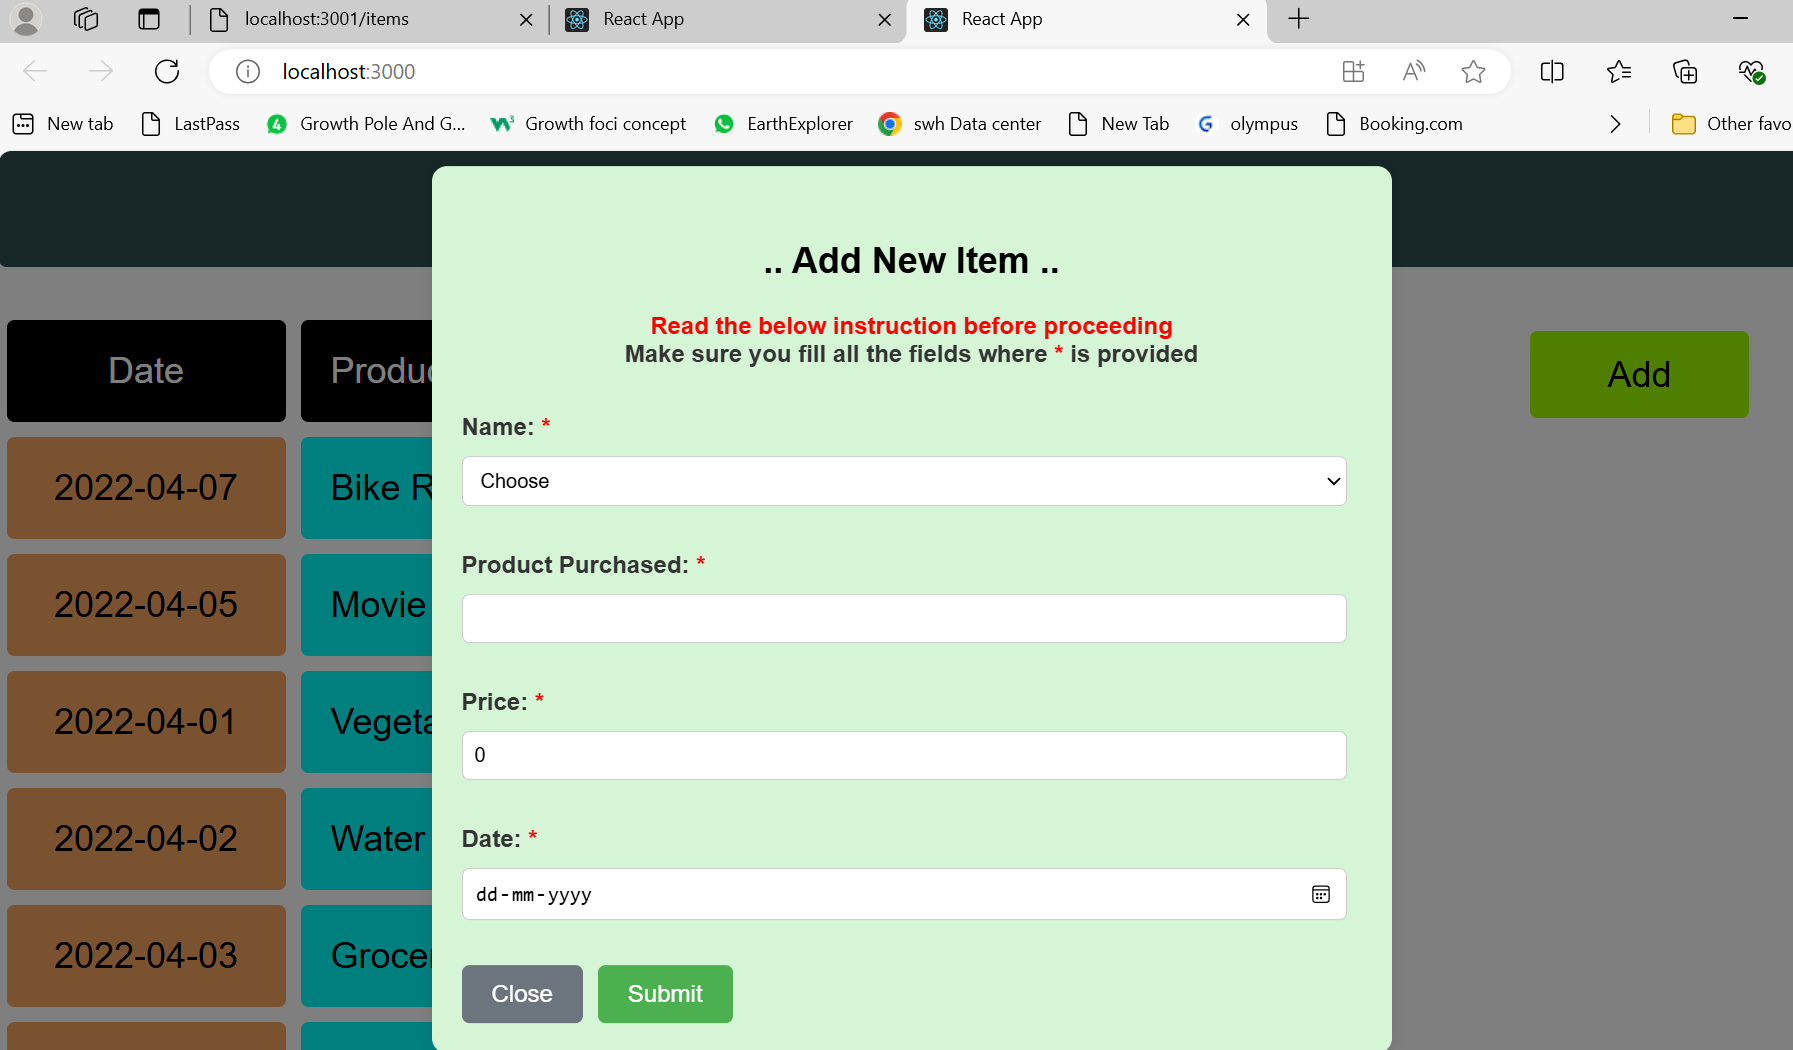 localhost:3001/items
React App
React App
localhost:3000
New tab
LastPass
Growth Pole And G...
Growth foci concept
EarthExplorer
swh Data center
New Tab
olympus
Booking.com
Other favo
.. Add New Item ..
Read the below instruction before proceeding
Make sure you fill all the fields where * is provided
Name: *
Choose
Product Purchased: *
Price: *
0
Date: *
dd-mm-yyyy
Close
Submit
Date
Produc
Add
2022-04-07
Bike R
2022-04-05
Movie
2022-04-01
Vegeta
2022-04-02
Water
2022-04-03
Grocer